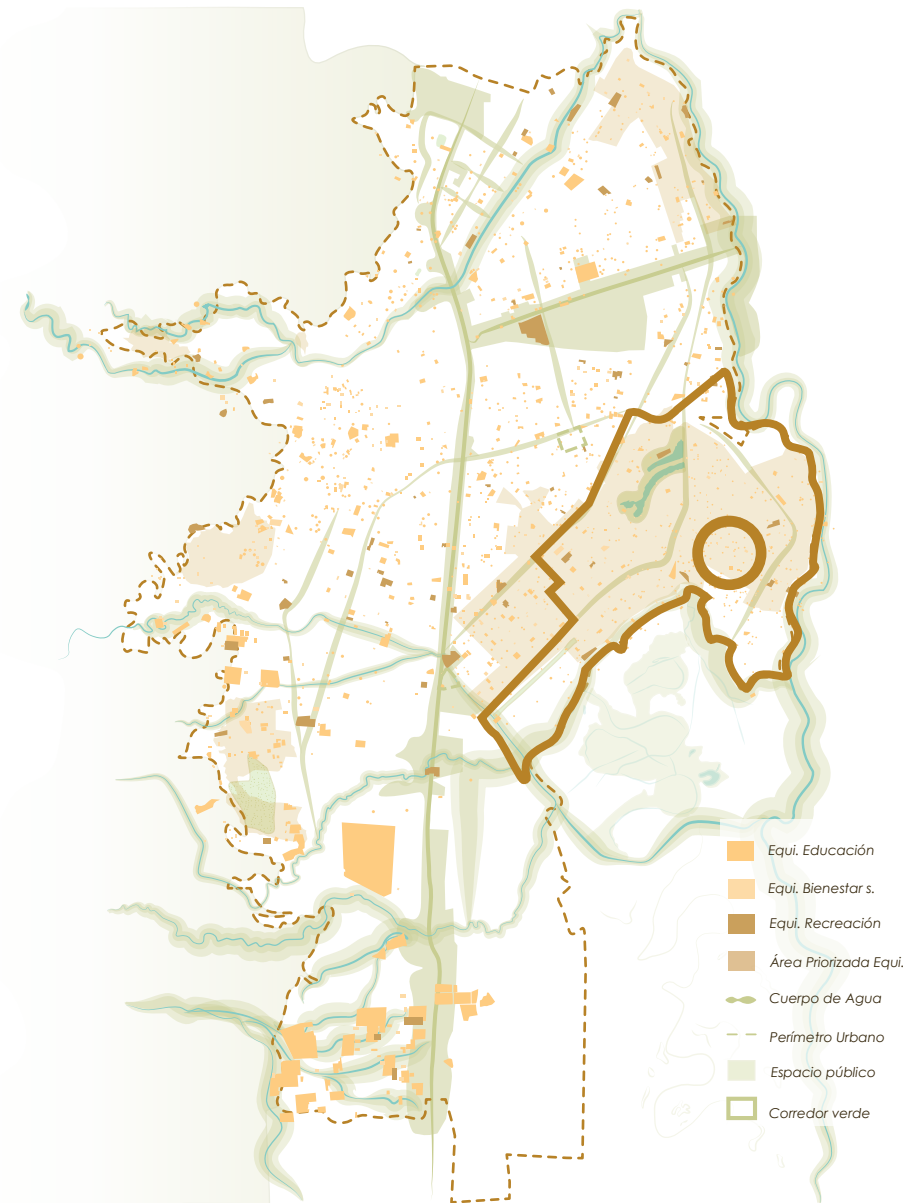 Equi. Educación
Equi. Bienestar s.
Equi. Recreación
Área Priorizada Equi.
Cuerpo de Agua
Perímetro Urbano
Espacio público
Corredor verde